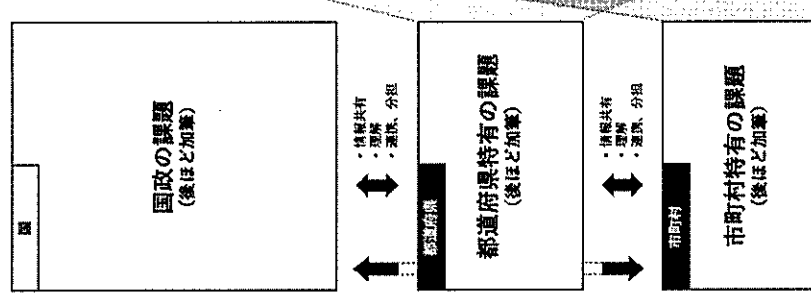 国
国政の課題
(後ほど加筆)
・情報共有
・理解
・連携、分担
都道府県
都道府県特有の課題
(後ほど加筆)
・情報共有
・理解
・連携、分担
市町村
市町村特有の課題
(後ほど加筆)